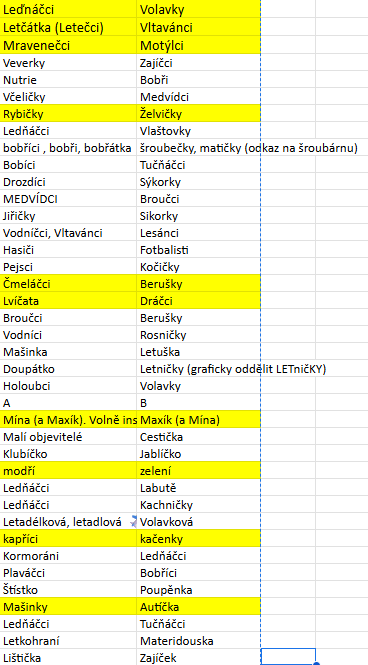 Leďnáčci Volavky
Letčátka (Letečci) Vltavánci
Mravenečci Motýlci
Veverky Zajíčci
Nutrie Bobři
Včeličky Medvídci
Rybičky Želvičky
Ledňáčci Vlaštovky
bobříci , bobři, bobřátka šroubečky, matičky (odkaz na šroubárnu)
Bobíci Tučňáčci
Drozdíci Sýkorky
MEDVÍDCI Broučci
Jiřičky Sikorky
Vodníčci, Vltavánci Lesánci
Hasiči Fotbalisti
Pejsci Kočičky
Čmeláčci Berušky
Lvíčata Dráčci
Broučci Berušky
Vodníci Rosničky
Mašinka Letuška
Doupátko Letničky (graficky oddělit LETničKY)
Holoubci Volavky
A B
Mína (a Maxík). Volně ins Maxík (a Mína)
Malí objevitelé Cestička
Klubíčko Jablíčko
modří zelení
Ledňáčci Labutě
Ledňáčci Kachničky
Letadélková, letadlová Volavková
kapříci kačenky
Kormoráni Ledňáčci
Plaváčci Bobříci
Štístko Poupěnka
Mašinky Autíčka
Ledňáčci Tučňáčci
Letkohraní Materidouska
Lištička Zajíček